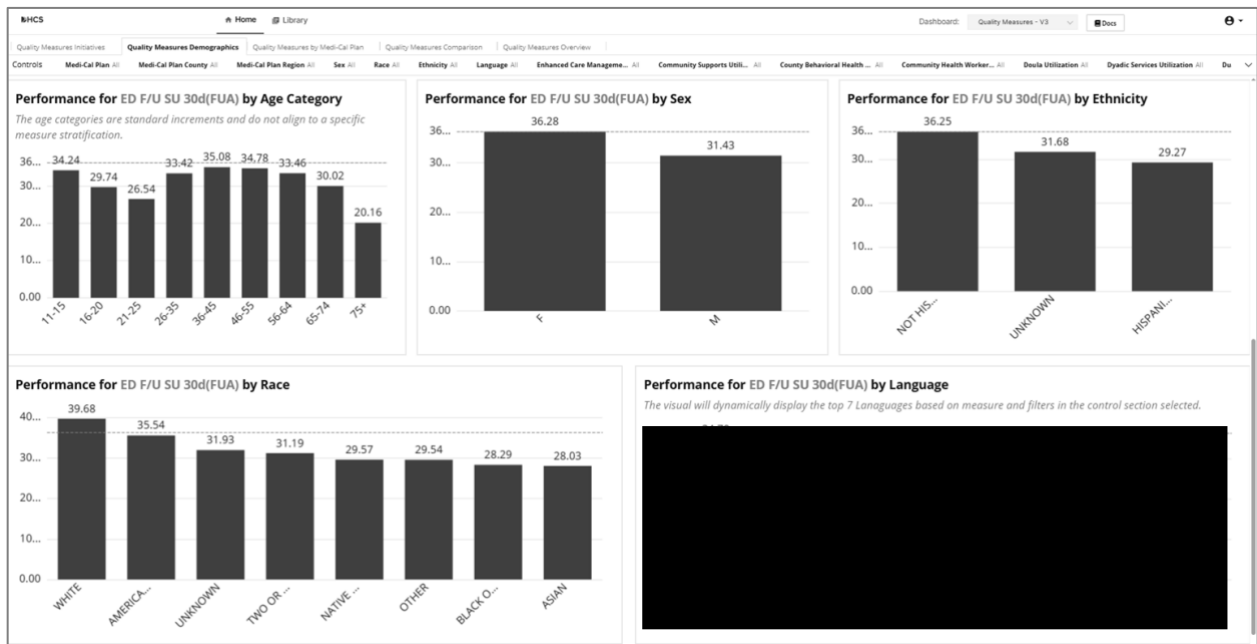 DHCS
Home
Library
Dashboard:
Quality Measures - V3
Docs
Quality Measures Initiatives
Quality Measures Demographics
Quality Measures by Medi-Cal Plan
Quality Measures Comparison
Quality Measures Overview
Controls
Medi-Cal Plan All
Medi-Cal Plan County All
Medi-Cal Plan Region All
Sex All
Race All
Ethnicity All
Language All
Enhanced Care Manageme... All
Community Supports Utili... All
County Behavioral Health ... All
Community Health Worker... All
Doula Utilization All
Dyadic Services Utilization All
Du
Performance for ED F/U SU 30d(FUA) by Age Category
The age categories are standard increments and do not align to a specific
measure stratification.
36...
30...
20...
10...
0.00
34.24
29.74
26.54
33.42
35.08
34.78
33.46
30.02
20.16
11-15
16-20
21-25
26-35
36-45
46-55
56-64
65-74
75+
Performance for ED F/U SU 30d(FUA) by Sex
36...
30...
20...
10...
0.00
36.28
31.43
F
M
Performance for ED F/U SU 30d(FUA) by Ethnicity
36...
30...
20...
10...
0.00
36.25
31.68
29.27
NOT HIS...
UNKNOWN
HISPANI...
Performance for ED F/U SU 30d(FUA) by Race
40...
30...
20...
10...
0.00
39.68
35.54
31.93
31.19
29.57
29.54
28.29
28.03
WHITE
AMERICA...
UNKNOWN
TWO OR ...
NATIVE ...
OTHER
BLACK O...
ASIAN
Performance for ED F/U SU 30d(FUA) by Language
The visual will dynamically display the top 7 Lanaguages based on measure and filters in the control section selected.